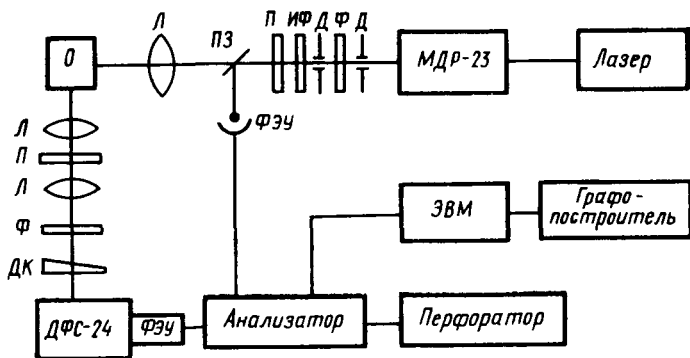 Л ПЗ П ИФ Д Ф Д
О МДР-23 Лазер
ФЭУ
Л
П
Л
Ф
ДК
ЭВМ Графо-
построитель
ДФС-24 ФЭУ Анализатор Перфоратор